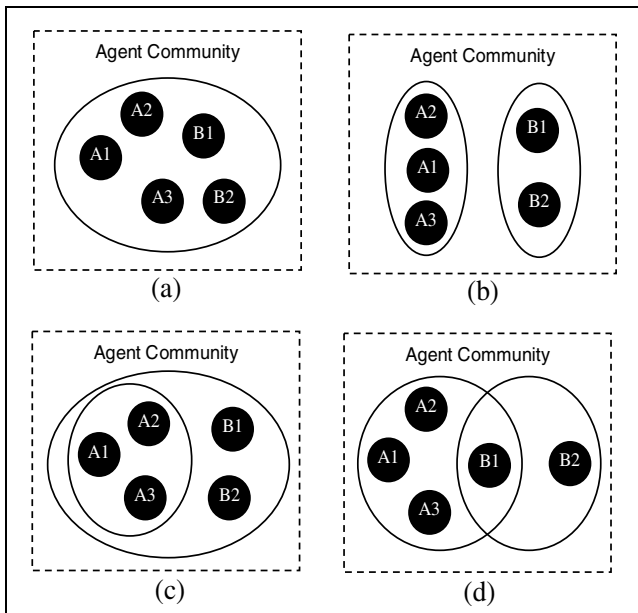 Agent Community
A2
B1
A1
A3
B2
(a)
Agent Community
A2
B1
A1
B2
A3
(b)
Agent Community
A2
B1
A1
A3
B2
(c)
Agent Community
A2
A1
B1
B2
A3
(d)